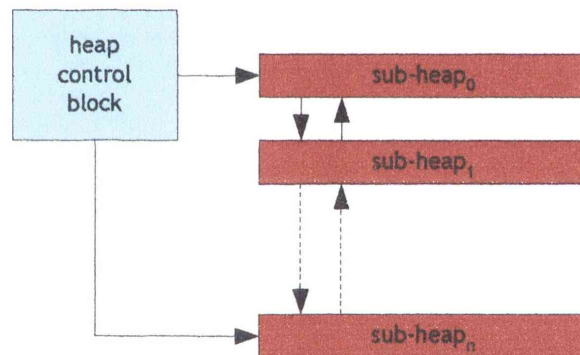 heap
control
block
sub-heap₀
sub-heap₁
sub-heapₙ